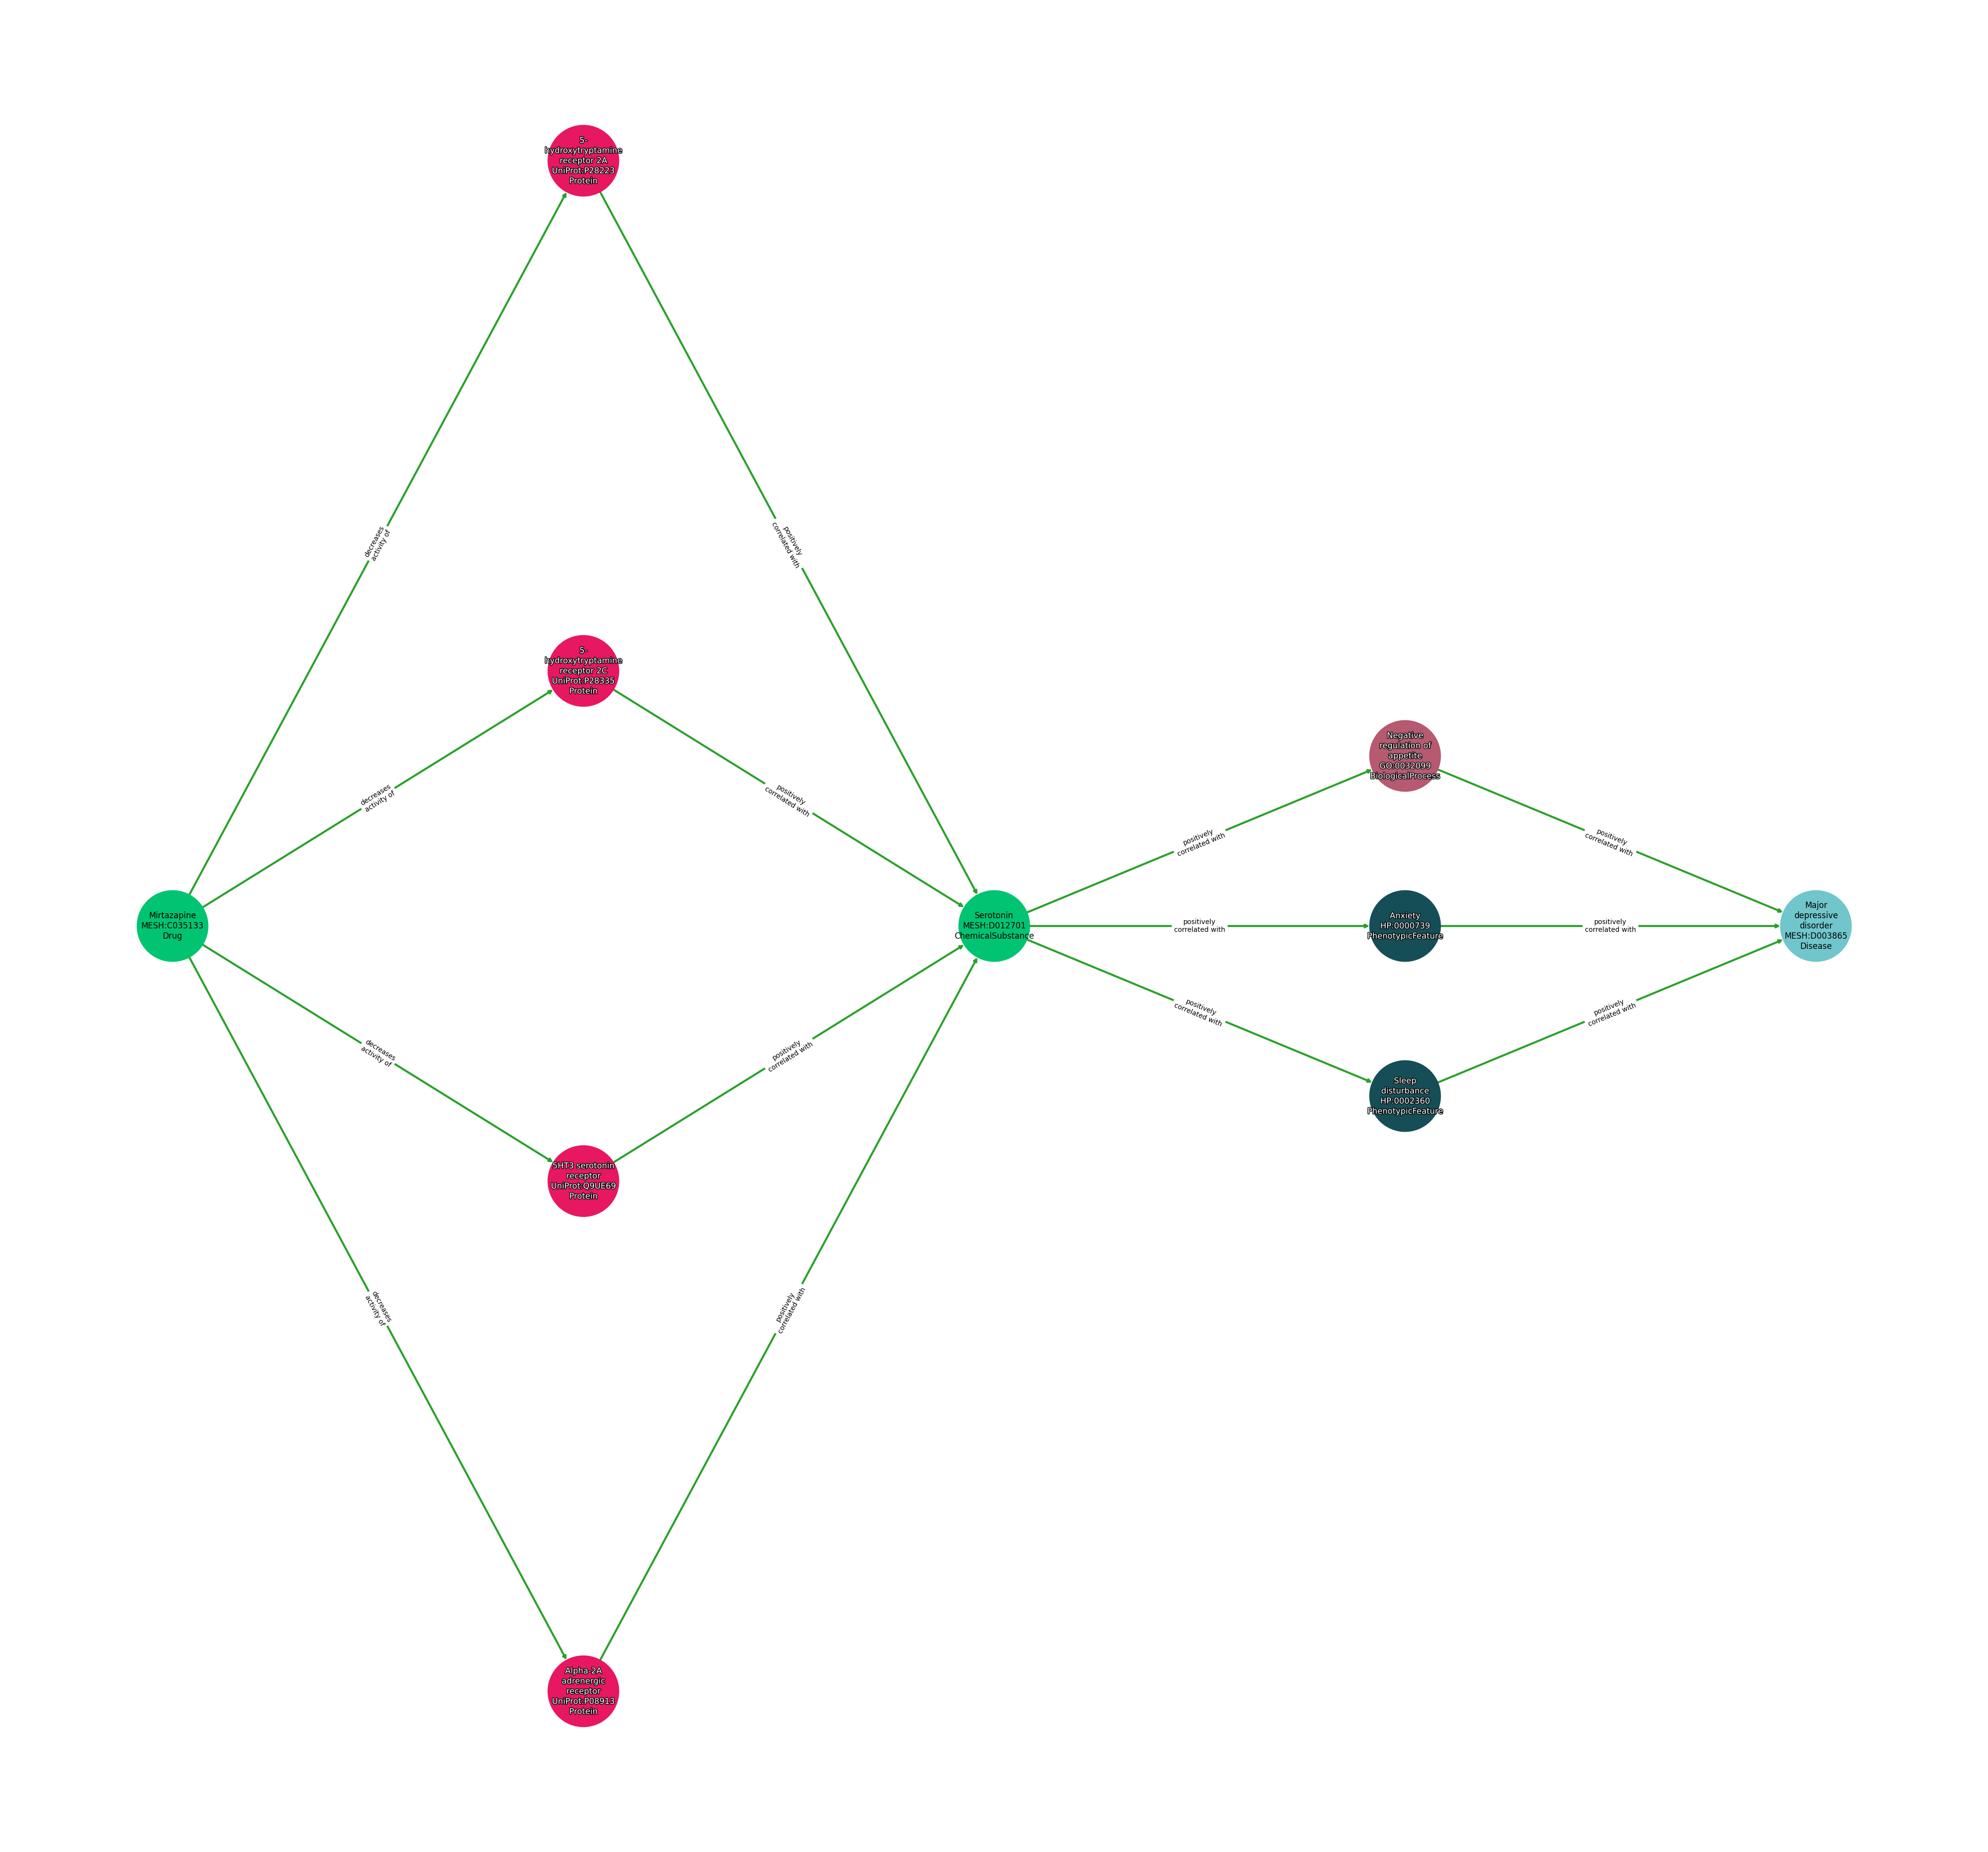 5-
hydroxytryptamine
receptor 2A
UniProt:P28223
Protein
decreases
activity of
positively
correlated with
5-
hydroxytryptamine
receptor 2C
UniProt:P28335
Protein
decreases
activity of
positively
correlated with
Negative
regulation of
appetite
GO:0032099
BiologicalProcess
positively
correlated with
positively
correlated with
Mirtazapine
MESH:C035133
Drug
Serotonin
MESH:D012701
ChemicalSubstance
positively
correlated with
Anxiety
HP:0000739
PhenotypicFeature
positively
correlated with
Major
depressive
disorder
MESH:D003865
Disease
decreases
activity of
positively
correlated with
positively
correlated with
positively
correlated with
Sleep
disturbance
HP:0002360
PhenotypicFeature
5HT3 serotonin
receptor
UniProt:Q9UE69
Protein
decreases
activity of
positively
correlated with
Alpha-2A
adrenergic
receptor
UniProt:P08913
Protein